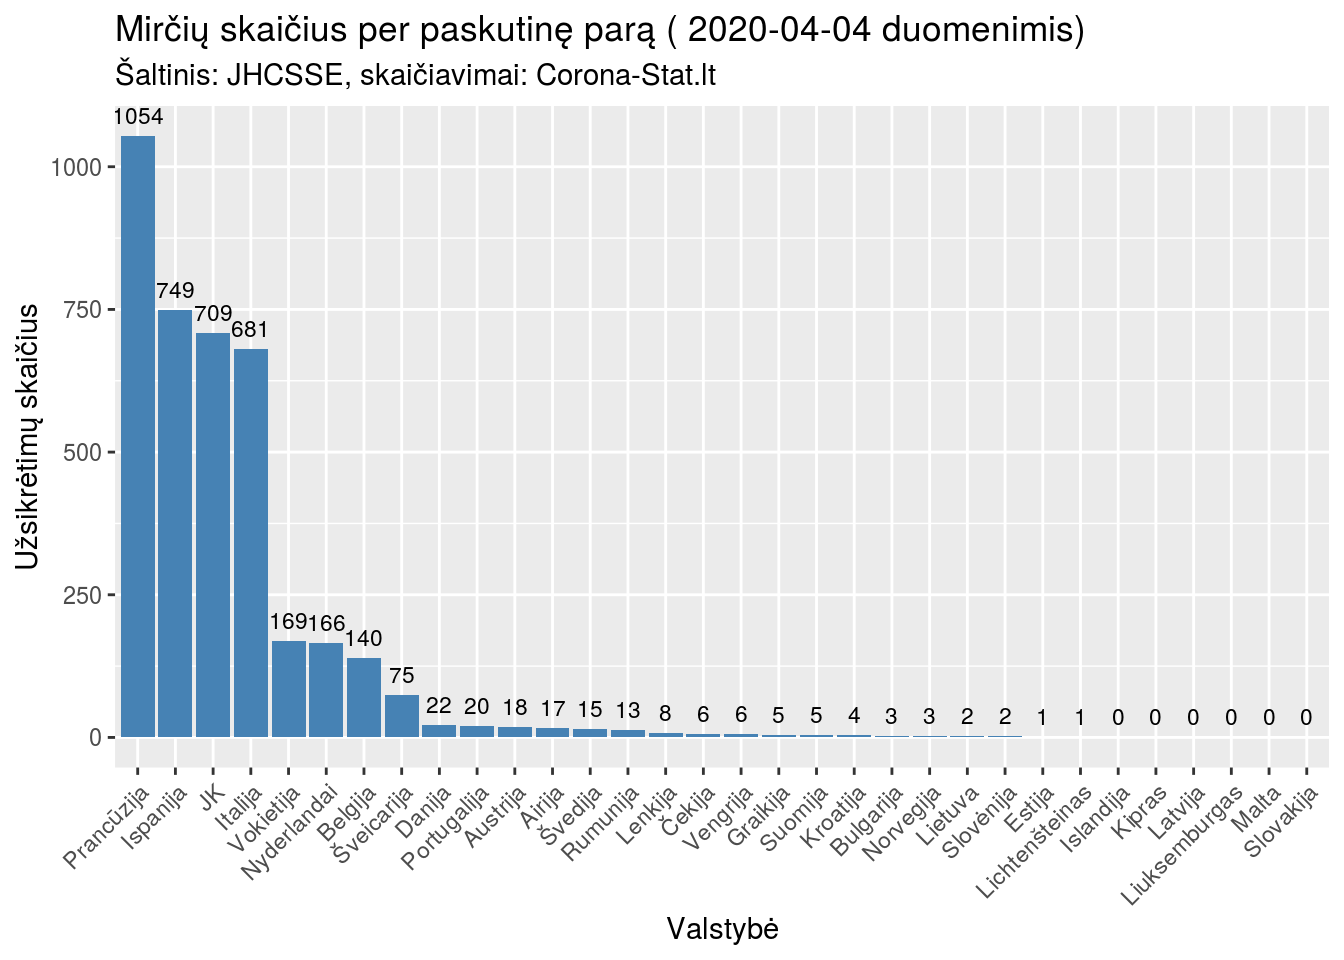 Mirčių skaičius per paskutinę parą ( 2020-04-04 duomenimis)
Šaltinis: JHCSSE, skaičiavimai: Corona-Stat.lt
Užsikrėtimų skaičius
1000
750
500
250
0
1054
749
709
681
169
166
140
75
22
20
18
17
15
13
8
6
6
5
5
4
3
3
2
2
1
1
0
0
0
0
0
0
Prancūzija
Ispanija
JK
Italija
Vokietija
Nyderlandai
Belgija
Šveicarija
Danija
Portugalija
Austrija
Airija
Švedija
Rumunija
Lenkija
Čekija
Vengrija
Graikija
Suomija
Kroatija
Bulgarija
Norvegija
Lietuva
Slovėnija
Estija
Lichtenšteinas
Islandija
Kipras
Latvija
Liuksemburgas
Malta
Slovakija
Valstybė